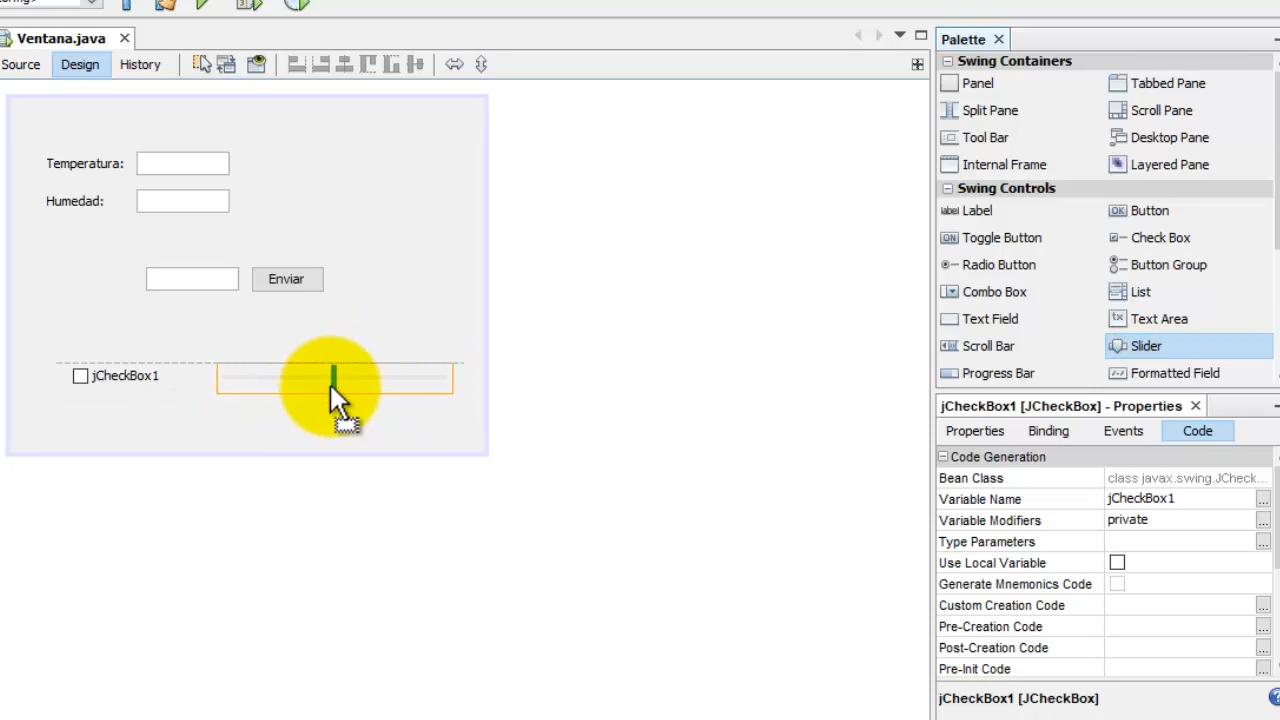 Ventana.java
Source Design History
Temperatura:
Humedad:
Enviar
jCheckBox1
Palette
Swing Containers
Panel Tabbed Pane
Split Pane Scroll Pane
Tool Bar Desktop Pane
Internal Frame Layered Pane
Swing Controls
label Label OK Button
ON Toggle Button Check Box
Radio Button Button Group
Combo Box List
Text Field Text Area
Scroll Bar Slider
Progress Bar Formatted Field
jCheckBox1 [JCheckBox] - Properties
Properties Binding Events Code
Code Generation
Bean Class class javax.swing.JCheck...
Variable Name jCheckBox1 ...
Variable Modifiers private ...
Type Parameters ...
Use Local Variable
Generate Mnemonics Code
Custom Creation Code ...
Pre-Creation Code ...
Post-Creation Code ...
Pre-Init Code ...
jCheckBox1 [JCheckBox]